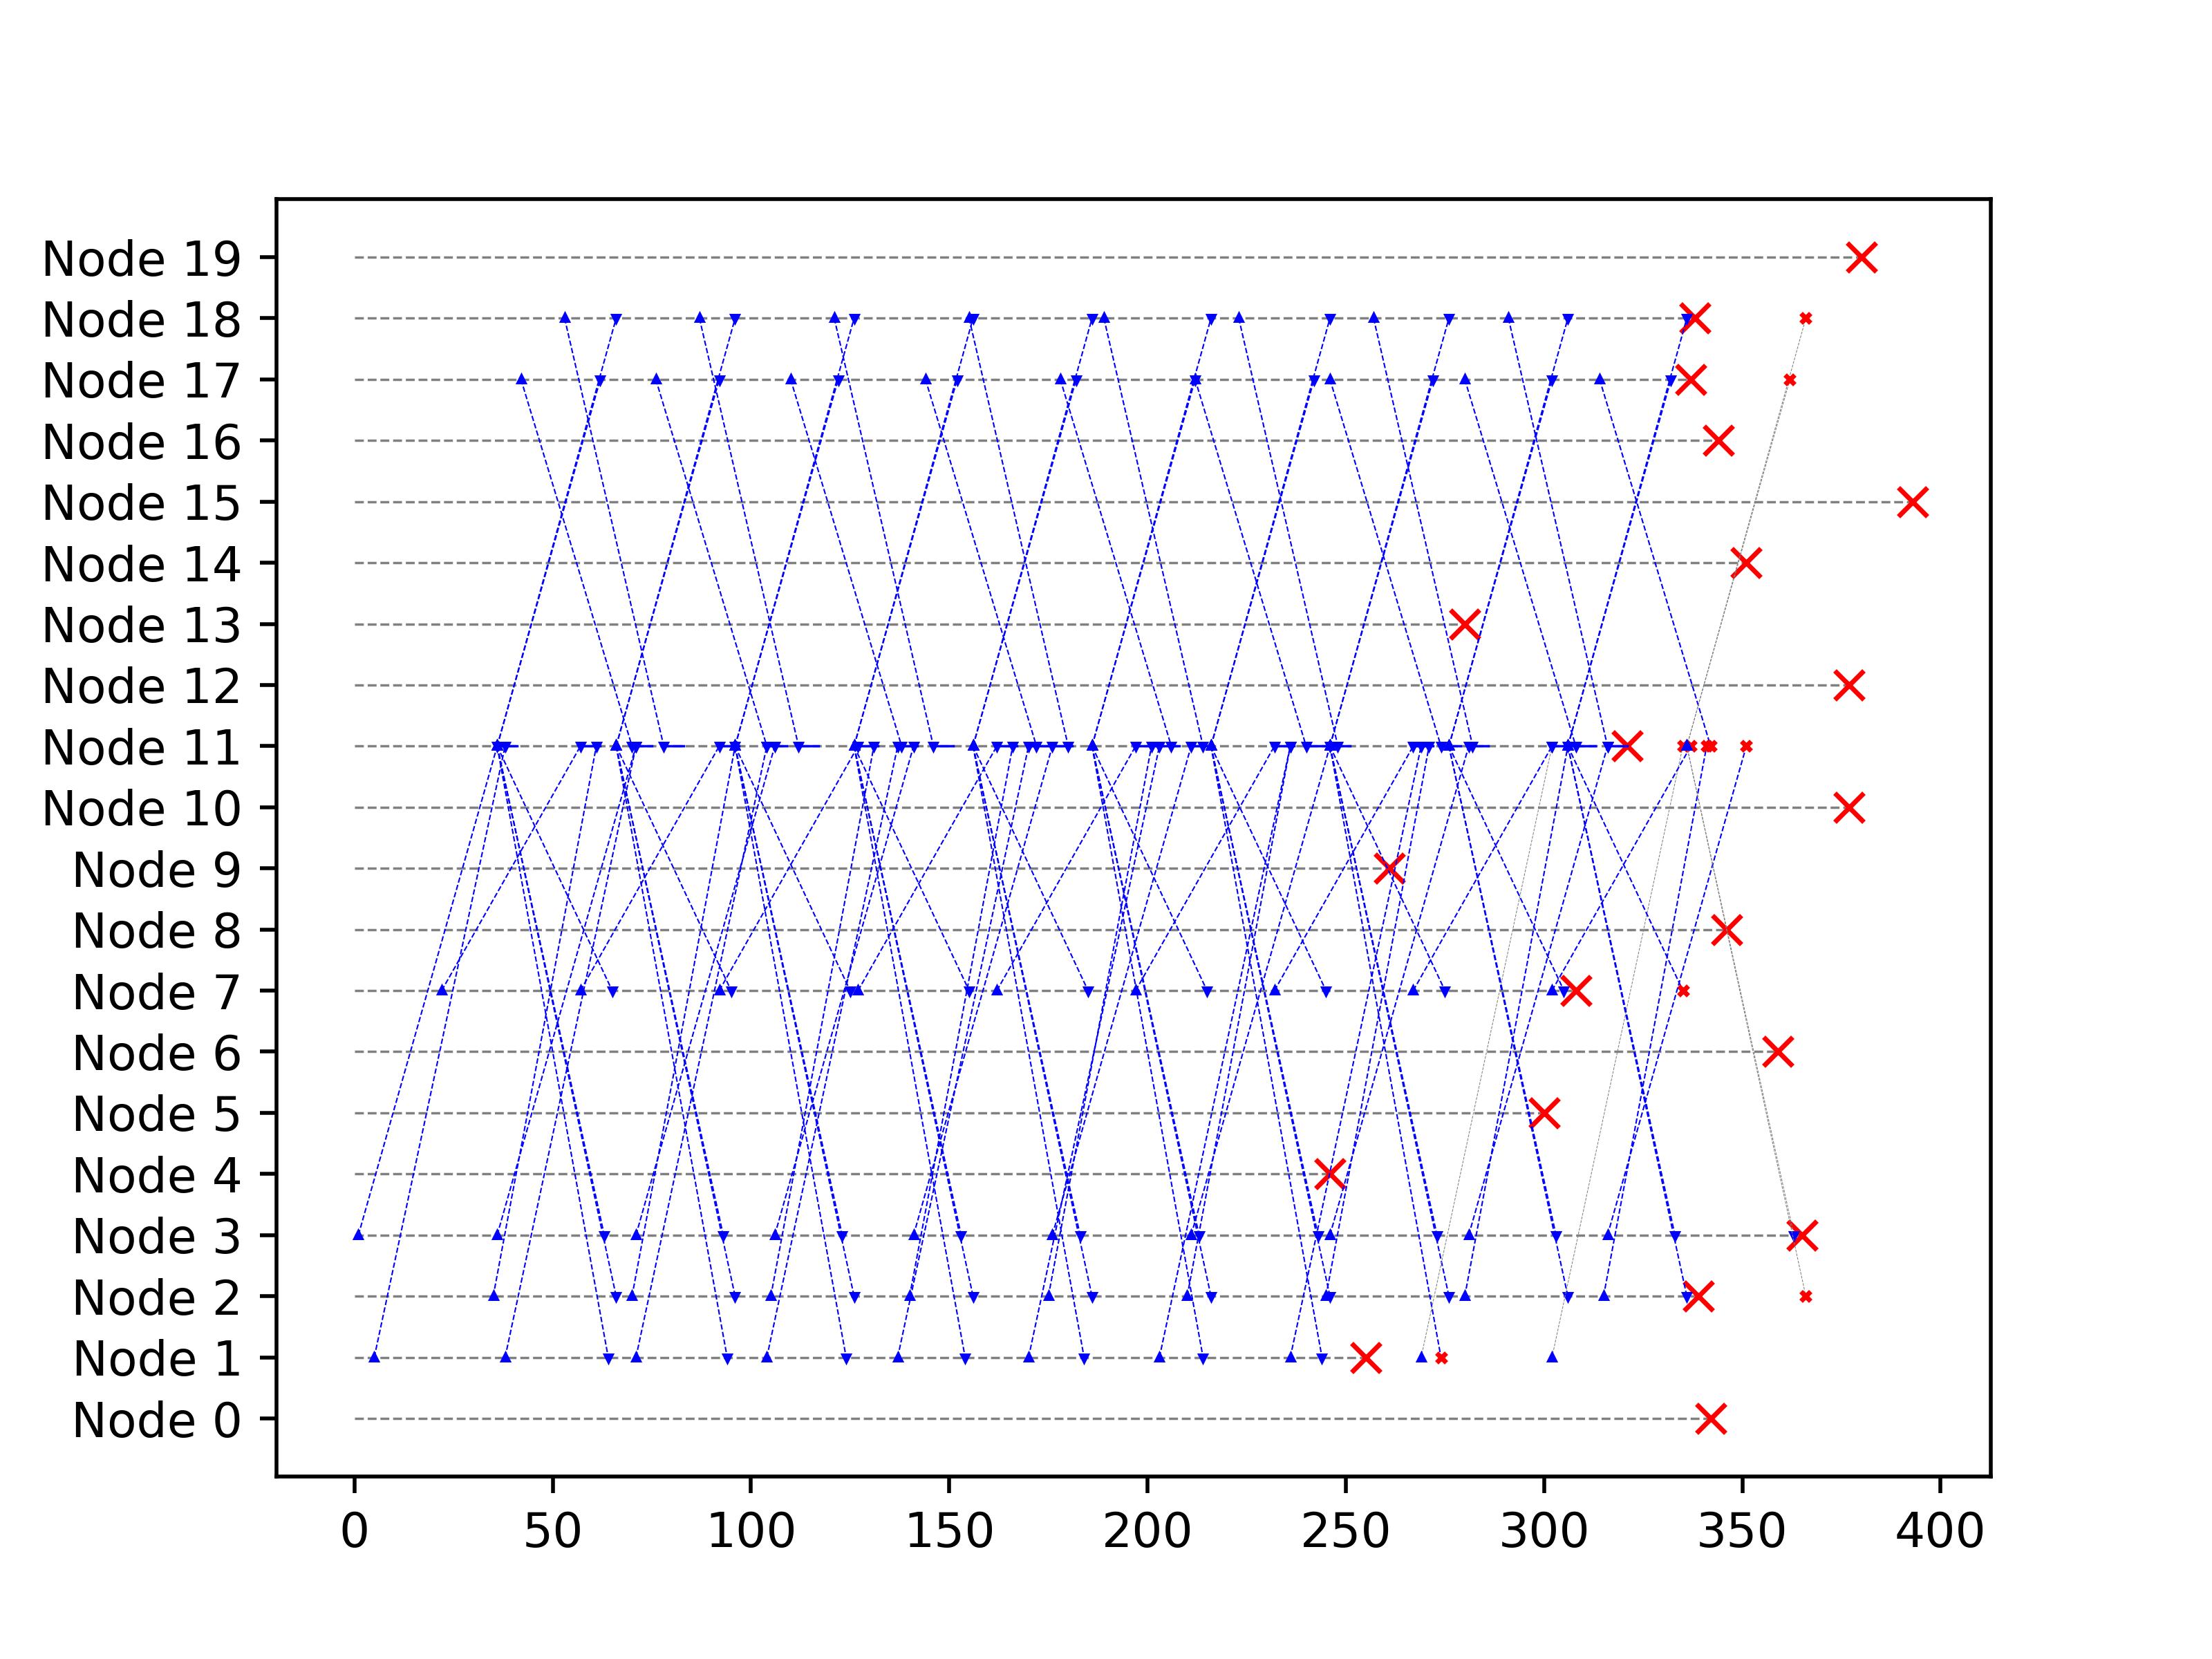 Node 19
Node 18
Node 17
Node 16
Node 15
Node 14
Node 13
Node 12
Node 11
Node 10
Node 9
Node 8
Node 7
Node 6
Node 5
Node 4
Node 3
Node 2
Node 1
Node 0
0 50 100 150 200 250 300 350 400